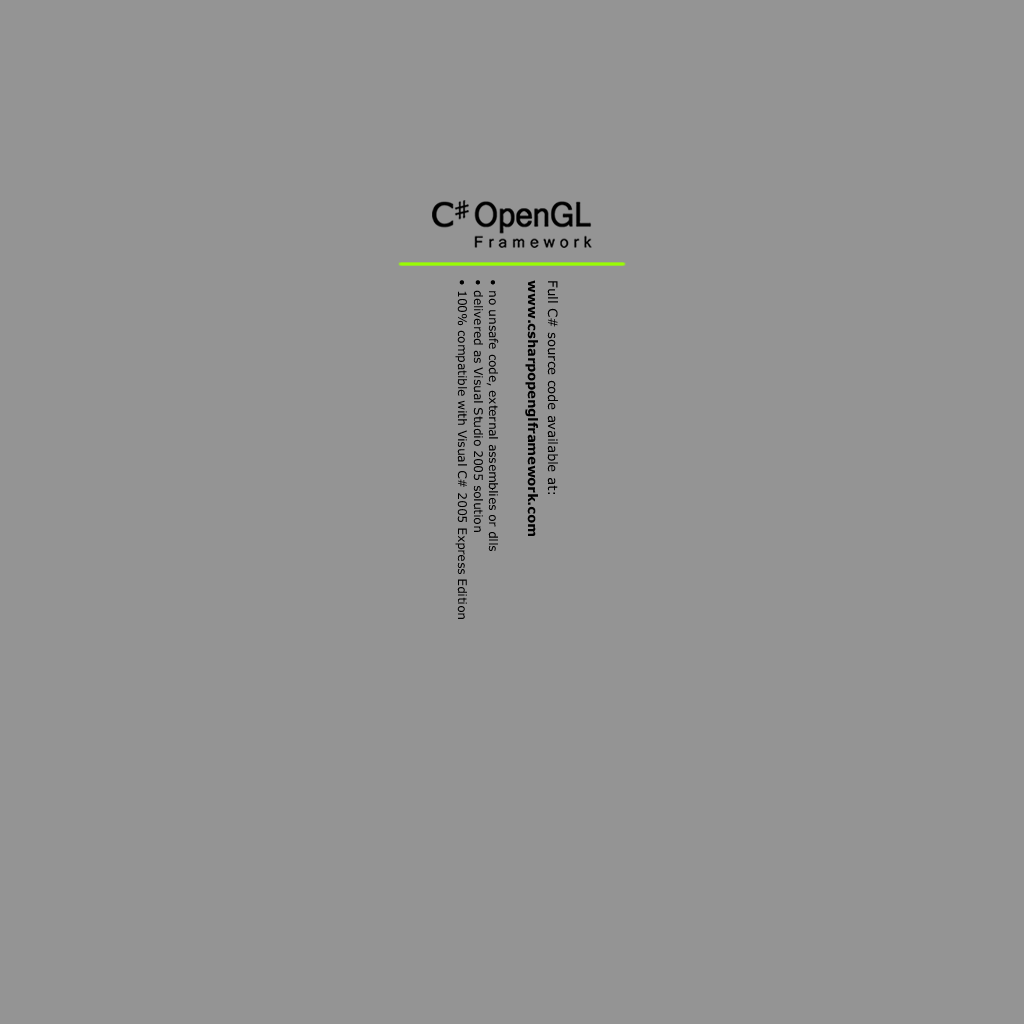 C# OpenGL
Framework
Full C# source code available at:
www.csharpopenglframework.com
• no unsafe code, external assemblies or dlls
• delivered as Visual Studio 2005 solution
• 100% compatible with Visual C# 2005 Express Edition